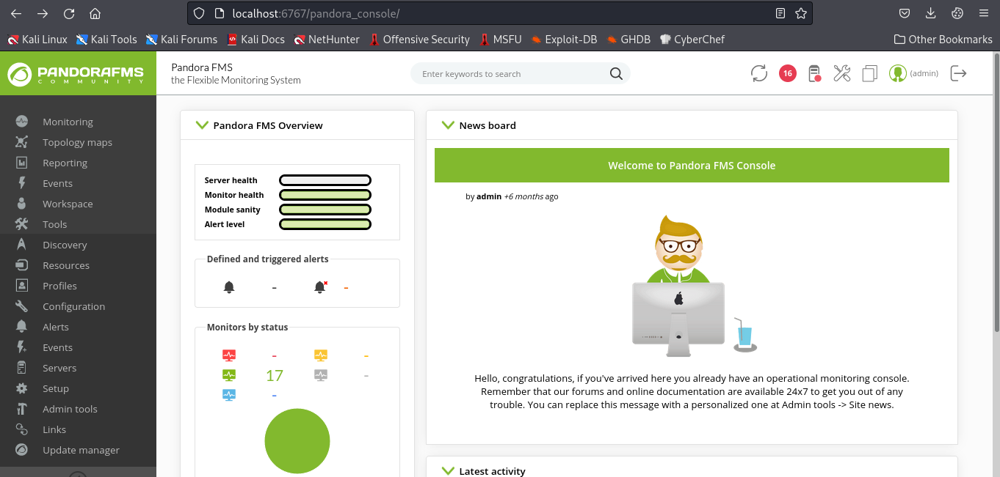 localhost:6767/pandora_console/
Kali Linux Kali Tools Kali Forums Kali Docs NetHunter Offensive Security MSFU Exploit-DB GHDB CyberChef Other Bookmarks
PANDORAFMS
COMMUNITY
Pandora FMS
the Flexible Monitoring System
Enter keywords to search
16
(admin)
Monitoring
Topology maps
Reporting
Events
Workspace
Tools
Discovery
Resources
Profiles
Configuration
Alerts
Events
Servers
Setup
Admin tools
Links
Update manager
Pandora FMS Overview
Server health
Monitor health
Module sanity
Alert level
Defined and triggered alerts
- -
Monitors by status
- -
17 -
-
News board
Welcome to Pandora FMS Console
by admin +6 months ago
Hello, congratulations, if you've arrived here you already have an operational monitoring console.
Remember that our forums and online documentation are available 24x7 to get you out of any
trouble. You can replace this message with a personalized one at Admin tools -> Site news.
Latest activity